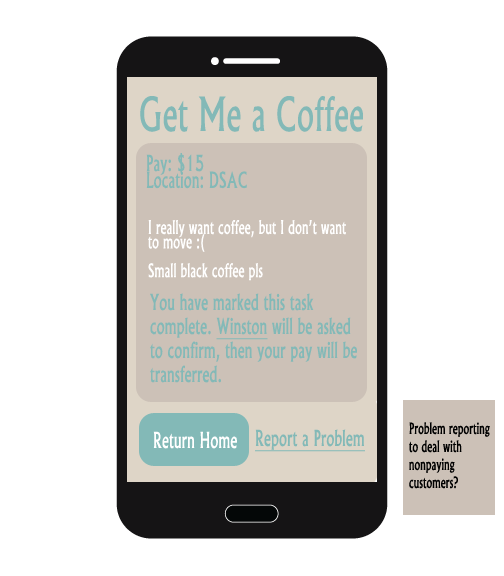 Get Me a Coffee
Pay: $15
Location: DSAC
I really want coffee, but I don't want
to move :(
Small black coffee pls
You have marked this task
complete. Winston will be asked
to confirm, then your pay will be
transferred.
Return Home
Report a Problem
Problem reporting
to deal with
nonpaying
customers?